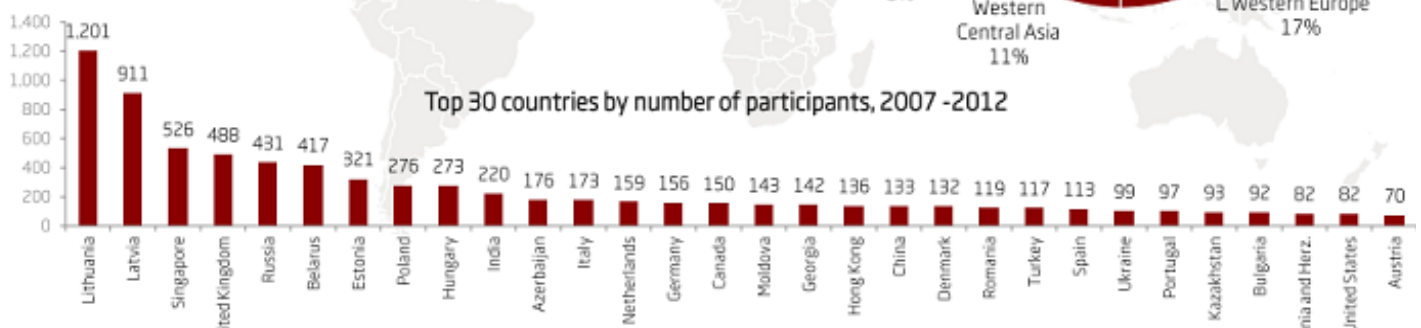 Western
Central Asia
11%
Western Europe
17%
Top 30 countries by number of participants, 2007 -2012
1,400
1,200
1,000
800
600
400
200
0
1,201
911
526
488
431
417
321
276
273
220
176
173
159
156
150
143
142
136
133
132
119
117
113
99
97
93
92
82
82
70
Lithuania
Latvia
Singapore
ited Kingdom
Russia
Belarus
Estonia
Poland
Hungary
India
Azerbaijan
Italy
Netherlands
Germany
Canada
Moldova
Georgia
Hong Kong
China
Denmark
Romania
Turkey
Spain
Ukraine
Portugal
Kazakhstan
Bulgaria
nia and Herz.
United States
Austria